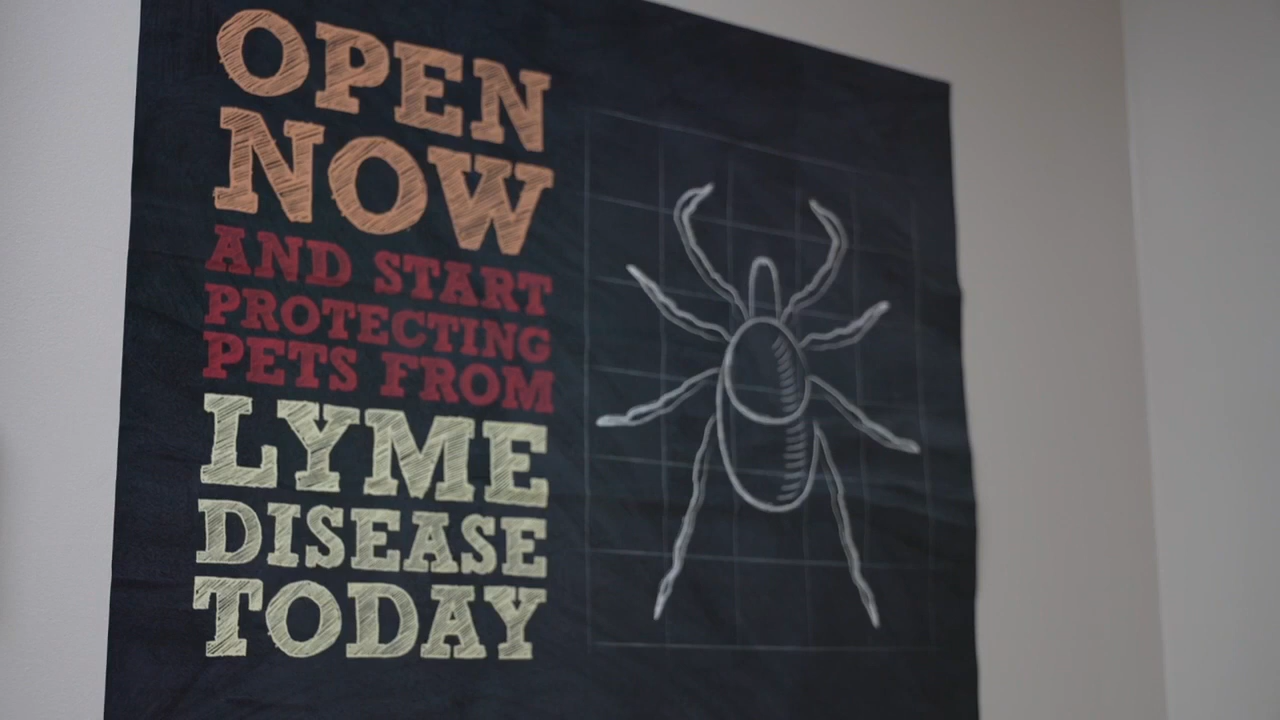 OPEN
NOW
AND START
PROTECTING
PETS FROM
LYME
DISEASE
TODAY